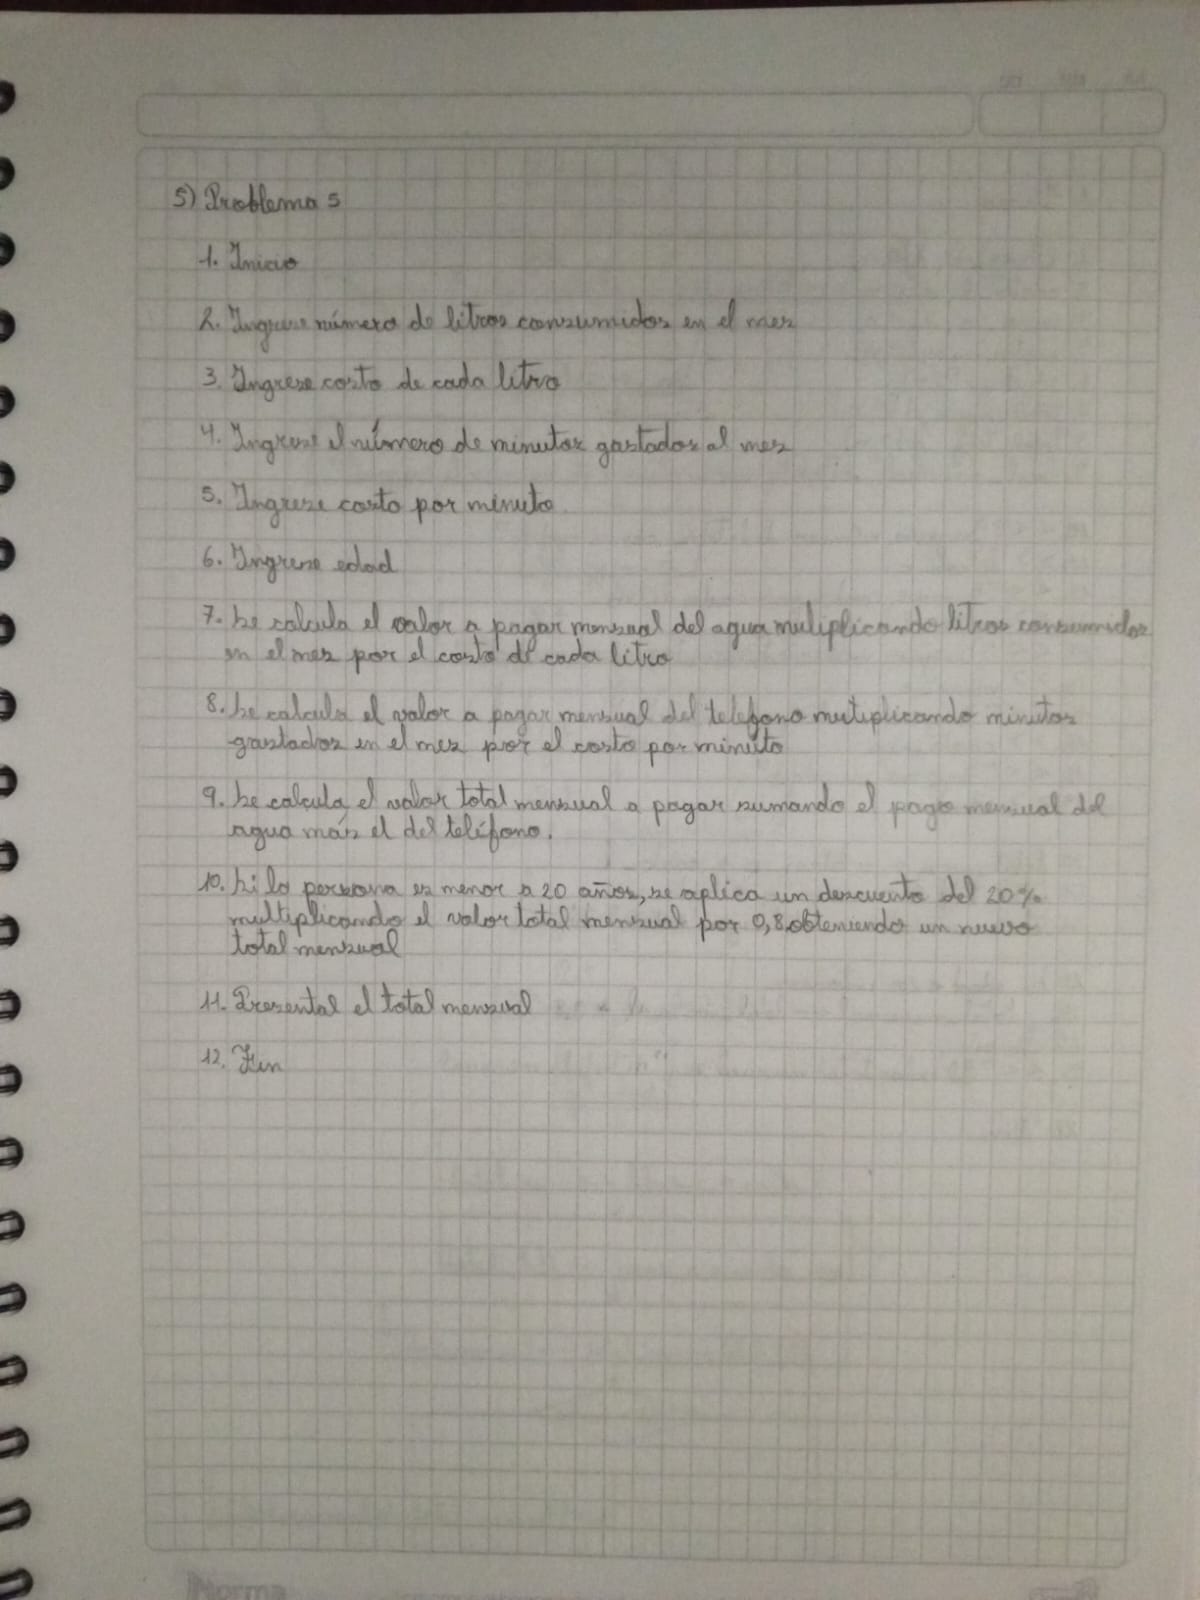 5) Problema 5
1. Inicio
2. Ingrese número de litros consumidos en el mes
3. Ingrese costo de cada litro
4. Ingrese el número de minutos gastados al mes
5. Ingrese costo por minuto
6. Ingrese edad
7. Se calcula el valor a pagar mensual del agua muliplicando litros consumidos
en el mes por el costo de cada litro
8. Se calcula el valor a pagar mensual del telefono mutiplicando minutos
gastados en el mes por el costo por minuto
9. Se calcula el valor total mensual a pagar sumando el pago mensual del
agua más el del teléfono.
10. Si la persona es menor a 20 años, se aplica un descuento del 20%
multiplicando el valor total mensual por 0,8 obteniendo un nuevo
total mensual
11. Presental el total mensual
12. Fin
Norma